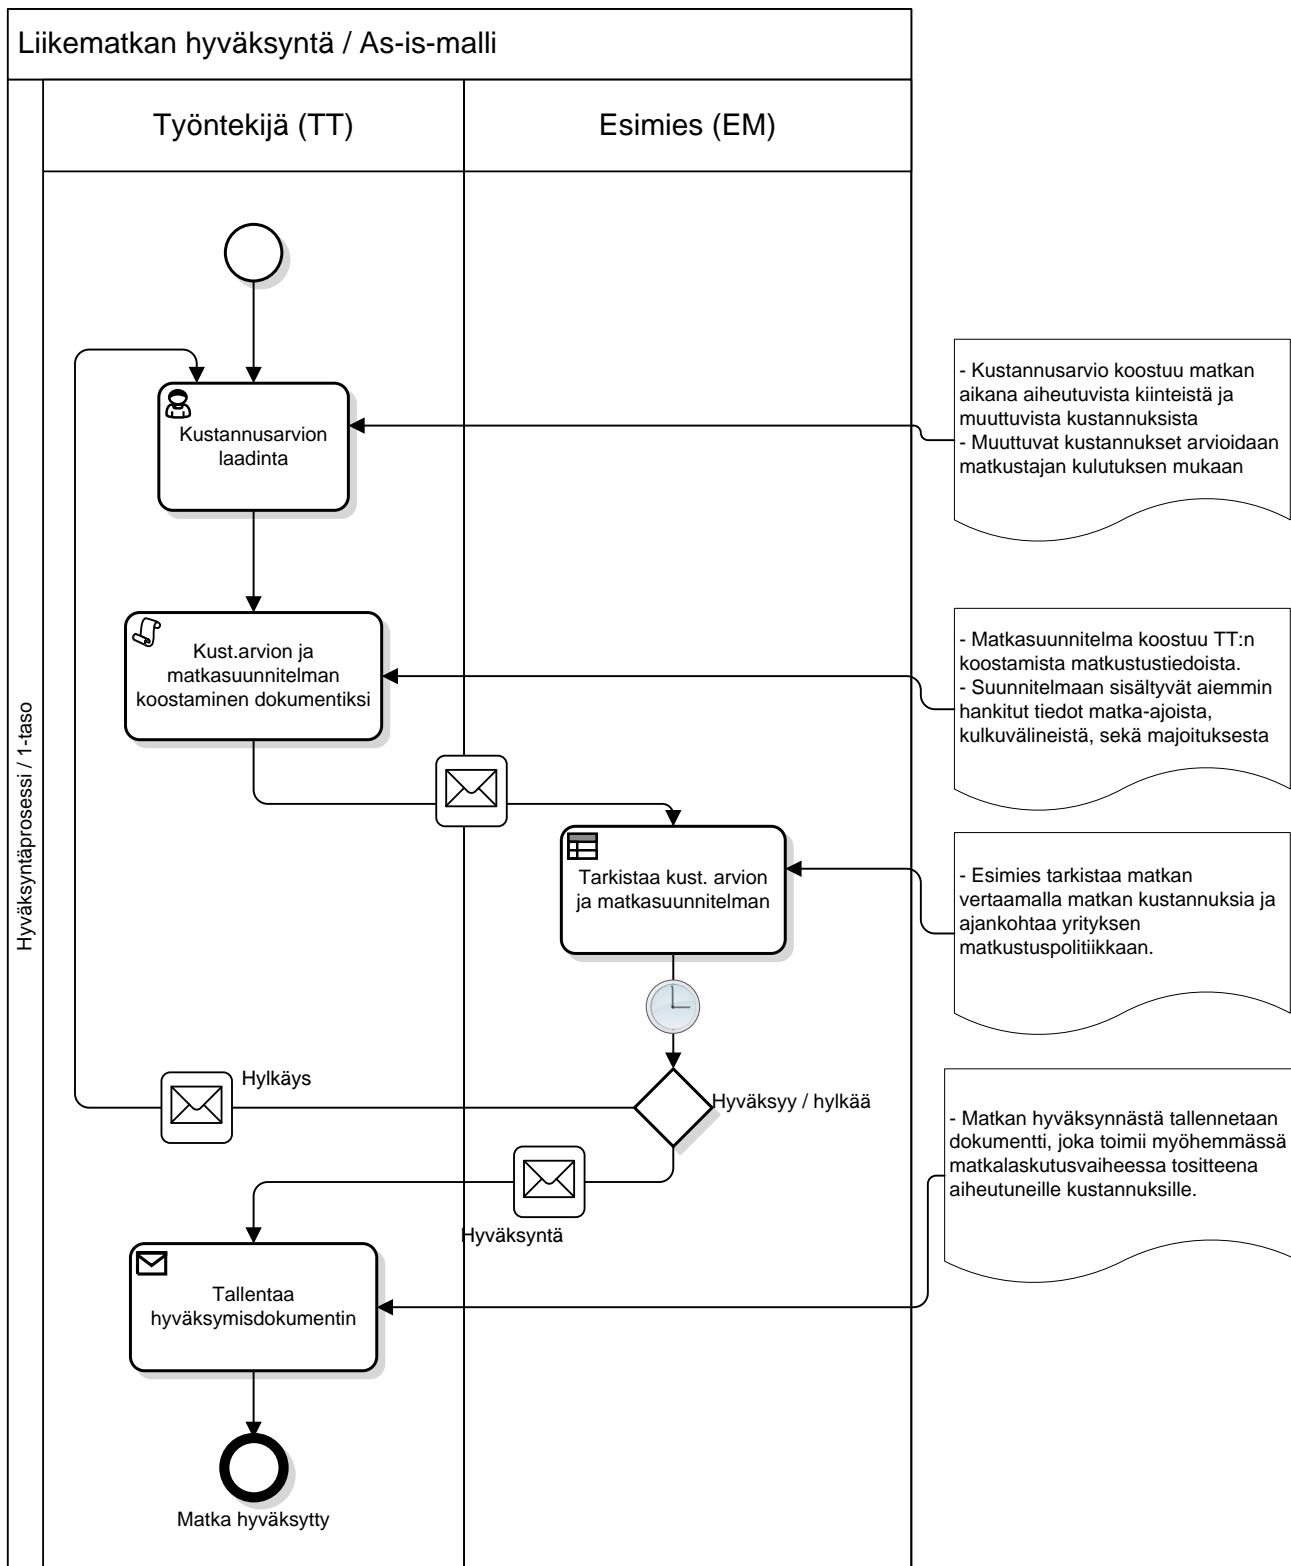 Liikematkan hyväksyntä / As-is-malli
Työntekijä (TT)
Esimies (EM)
Hyväksyntäprosessi / 1-taso
Kustannusarvion
laadinta
- Kustannusarvio koostuu matkan
aikana aiheutuvista kiinteistä ja
muuttuvista kustannuksista
- Muuttuvat kustannukset arvioidaan
matkustajan kulutuksen mukaan
Kust.arvion ja
matkasuunnitelman
koostaminen dokumentiksi
- Matkasuunnitelma koostuu TT:n
koostamista matkustustiedoista.
- Suunnitelmaan sisältyvät aiemmin
hankitut tiedot matka-ajoista,
kulkuvälineistä, sekä majoituksesta
Tarkistaa kust. arvion
ja matkasuunnitelman
- Esimies tarkistaa matkan
vertaamalla matkan kustannuksia ja
ajankohtaa yrityksen
matkustuspolitiikkaan.
Hylkäys
Hyväksyy / hylkää
- Matkan hyväksynnästä tallennetaan
dokumentti, joka toimii myöhemmässä
matkalaskutusvaiheessa tositteena
aiheutuneille kustannuksille.
Hyväksyntä
Tallentaa
hyväksymisdokumentin
Matka hyväksytty